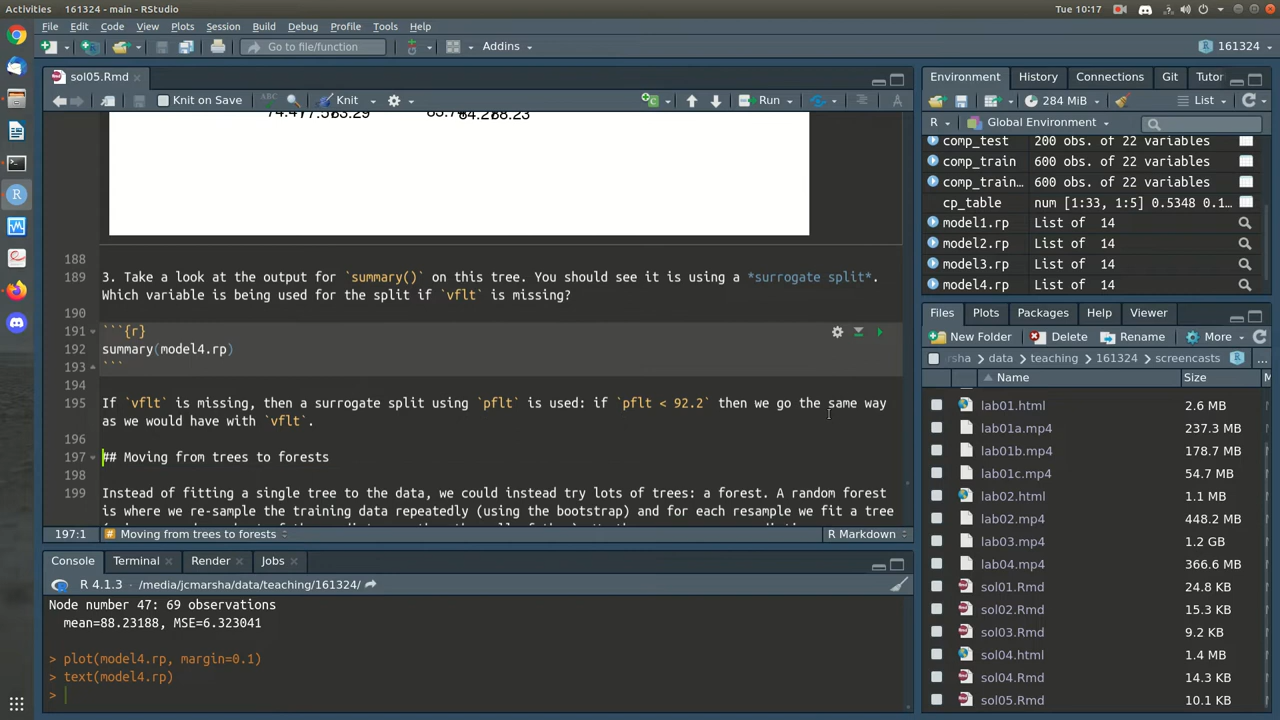 Activities
161324 - main - RStudio
Tue 10:17
File Edit Code View Plots Session Build Debug Profile Tools Help
Go to file/function
Addins
161324
sol05.Rmd
Knit on Save
ABC
Knit
Run
188
189 3. Take a look at the output for `summary()` on this tree. You should see it is using a *surrogate split*.
Which variable is being used for the split if `vflt` is missing?
190
191 ```{r}
192 summary(model4.rp)
193 ```
194
195 If `vflt` is missing, then a surrogate split using `pflt` is used: if `pflt < 92.2` then we go the same way
as we would have with `vflt`.
196
197 ## Moving from trees to forests
198
199 Instead of fitting a single tree to the data, we could instead try lots of trees: a forest. A random forest
is where we re-sample the training data repeatedly (using the bootstrap) and for each resample we fit a tree
197:1
# Moving from trees to forests
R Markdown
Console Terminal Render Jobs
R 4.1.3 · /media/jcmarsha/data/teaching/161324/
Node number 47: 69 observations
mean=88.23188, MSE=6.323041
> plot(model4.rp, margin=0.1)
> text(model4.rp)
>
Environment History Connections Git Tutor
284 MiB
List
R
Global Environment
comp_test 200 obs. of 22 variables
comp_train 600 obs. of 22 variables
comp_train… 600 obs. of 22 variables
cp_table num [1:33, 1:5] 0.5348 0.1…
model1.rp List of 14
model2.rp List of 14
model3.rp List of 14
model4.rp List of 14
Files Plots Packages Help Viewer
New Folder Delete Rename More
rsha data teaching 161324 screencasts ...
Name Size
lab01.html 2.6 MB
lab01a.mp4 237.3 MB
lab01b.mp4 178.7 MB
lab01c.mp4 54.7 MB
lab02.html 1.1 MB
lab02.mp4 448.2 MB
lab03.mp4 1.2 GB
lab04.mp4 366.6 MB
sol01.Rmd 24.8 KB
sol02.Rmd 15.3 KB
sol03.Rmd 9.2 KB
sol04.html 1.4 MB
sol04.Rmd 14.3 KB
sol05.Rmd 10.1 KB